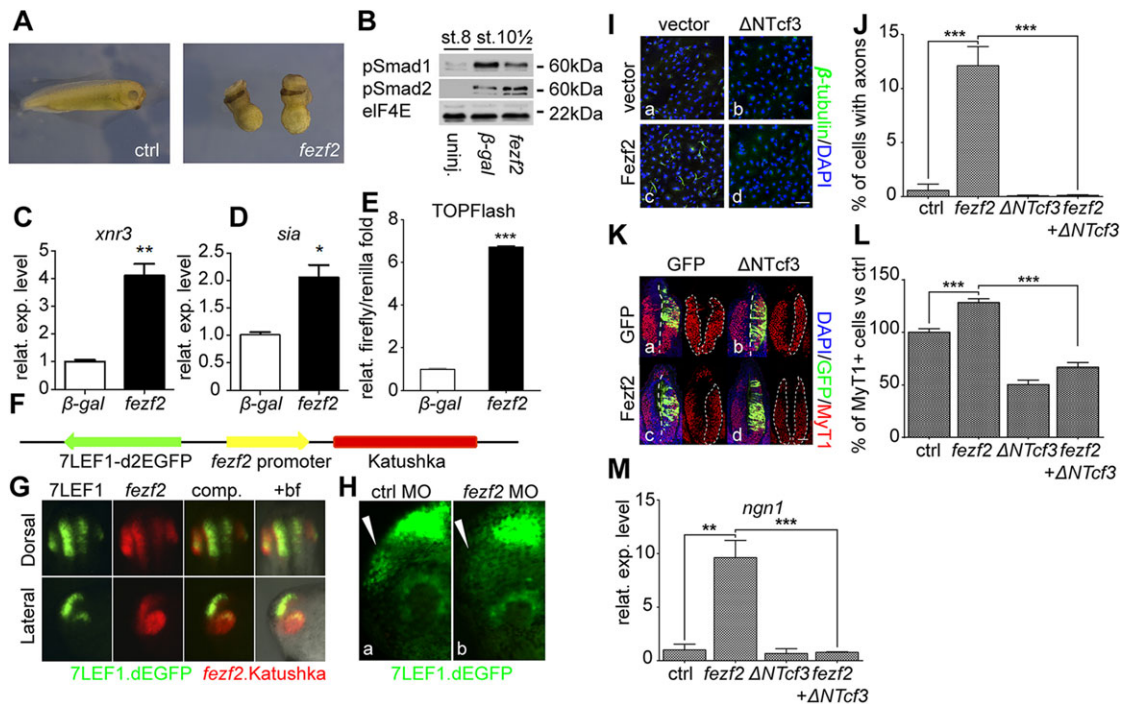 A
ctrl
fezf2
B
st.8 st.10½
pSmad1
pSmad2
eIF4E
60kDa
60kDa
22kDa
uninj.
β-gal
fezf2
C
xnr3
relat. exp. level
5
4
3
2
1
0
**
β-gal fezf2
D
sia
relat. exp. level
2.5
2.0
1.5
1.0
0.5
0.0
*
β-gal fezf2
E
TOPFlash
relat. firefly/renilla fold
8
6
4
2
0
***
β-gal fezf2
F
7LEF1-d2EGFP fezf2 promoter Katushka
G
7LEF1 fezf2 comp. +bf
Dorsal
Lateral
7LEF1.dEGFP fezf2.Katushka
H
ctrl MO fezf2 MO
a b
7LEF1.dEGFP
I
vector ΔNTcf3
vector
Fezf2
a b
c d
β-tubulin/DAPI
J
% of cells with axons
15
10
5
0
*** ***
ctrl fezf2 ΔNTcf3 fezf2
+ΔNTcf3
K
GFP ΔNTcf3
GFP
Fezf2
a b
c d
DAPI/GFP/MyT1
L
% of MyT1+ cells vs ctrl
150
100
50
0
*** ***
ctrl fezf2 ΔNTcf3 fezf2
+ΔNTcf3
M
ngn1
relat. exp. level
15
10
5
0
** ***
ctrl fezf2 ΔNTcf3 fezf2
+ΔNTcf3